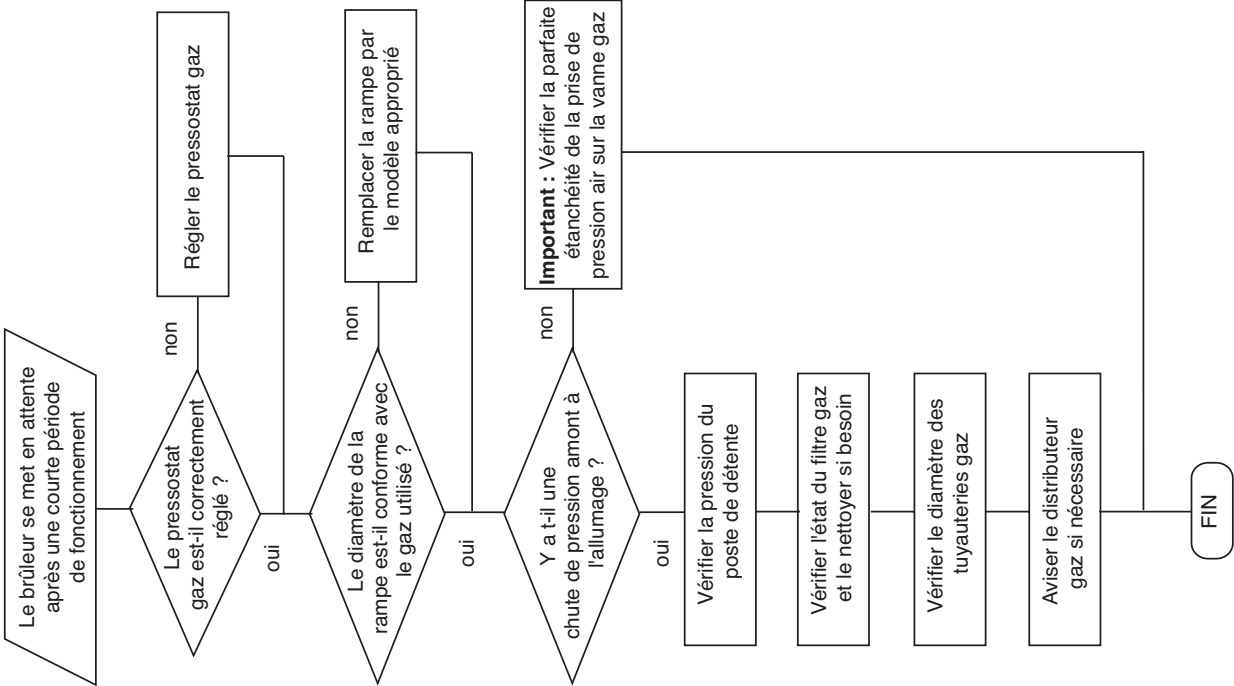 Le brûleur se met en attente
après une courte période
de fonctionnement
Le pressostat
gaz est-il correctement
réglé ?
non
Régler le pressostat gaz
oui
Le diamètre de la
rampe est-il conforme avec
le gaz utilisé ?
non
Remplacer la rampe par
le modèle approprié
oui
Y a t-il une
chute de pression amont à
l'allumage ?
non
Important : Vérifier la parfaite
étanchéité de la prise de
pression air sur la vanne gaz
oui
Vérifier la pression du
poste de détente
Vérifier l'état du filtre gaz
et le nettoyer si besoin
Vérifier le diamètre des
tuyauteries gaz
Aviser le distributeur
gaz si nécessaire
FIN